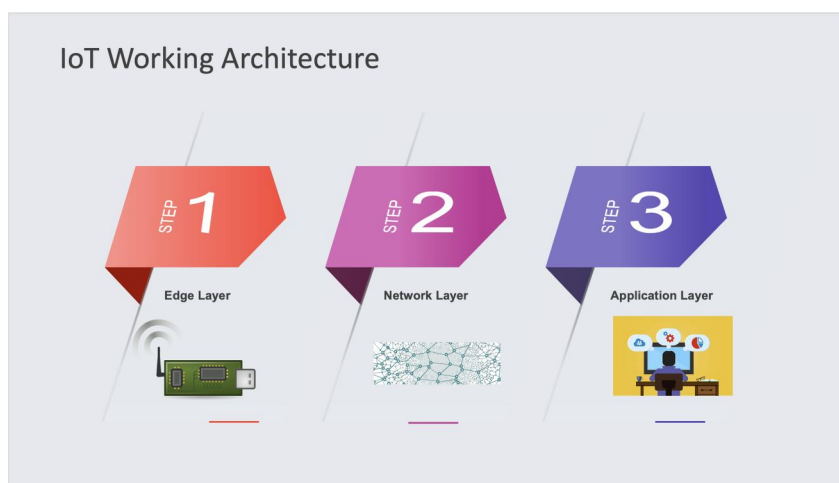 IoT Working Architecture
STEP 1
STEP 2
STEP 3
Edge Layer
Network Layer
Application Layer